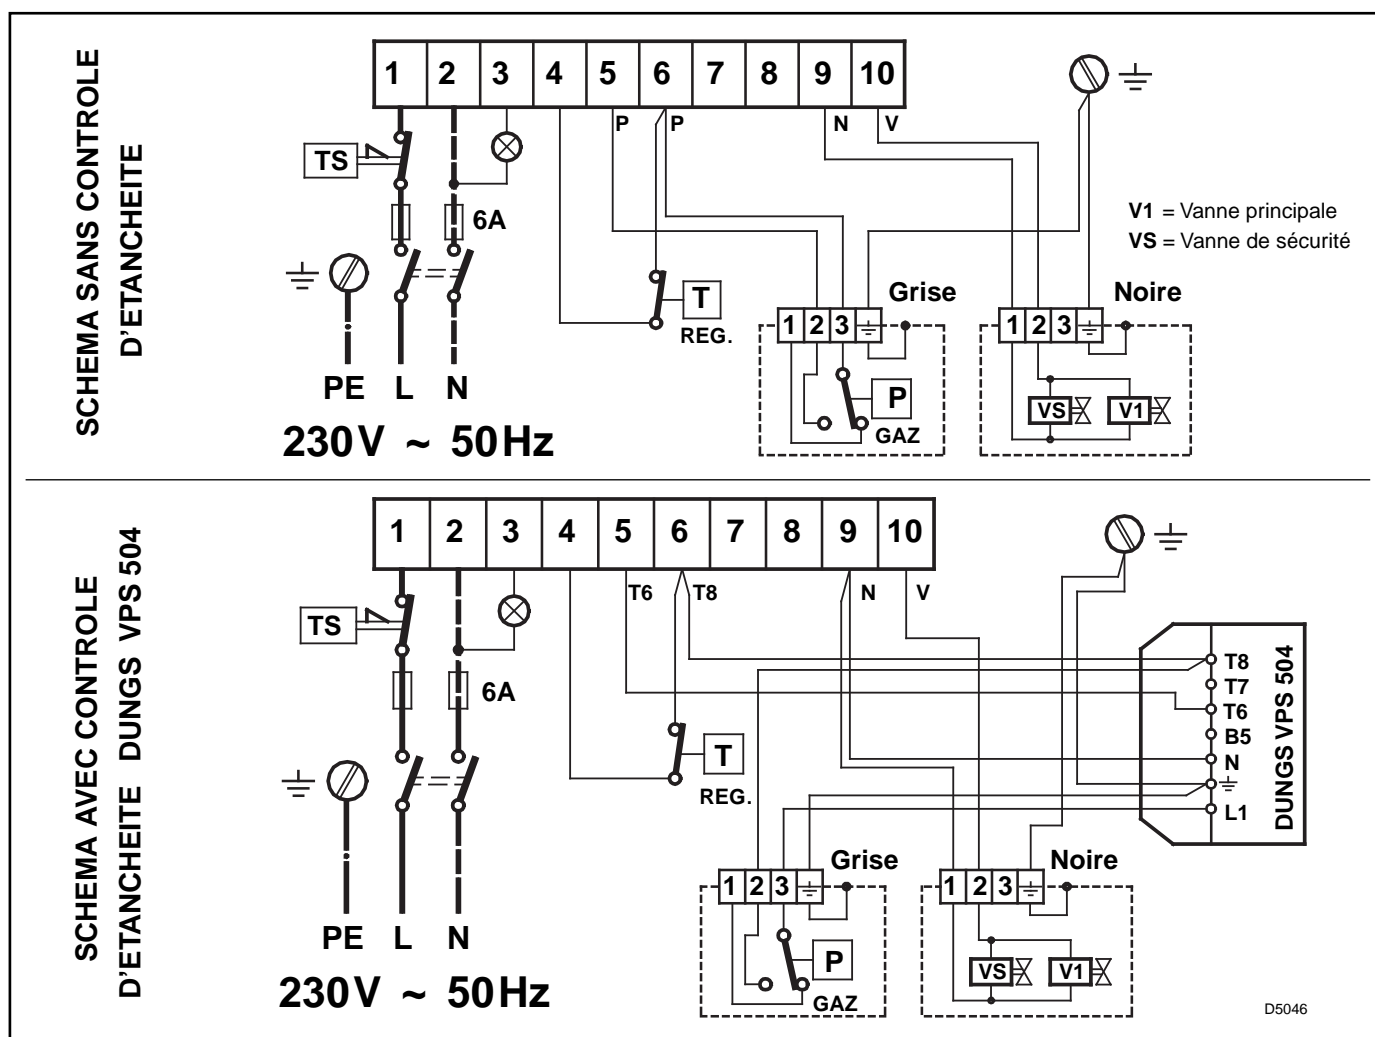 SCHEMA SANS CONTROLE
D'ETANCHEITE
1 2 3 4 5 6 7 8 9 10
P P N V
TS
6A
V1 = Vanne principale
VS = Vanne de sécurité
T
REG.
Grise
Noire
1 2 3
1 2 3
PE L N
P
GAZ
VS V1
230V ~ 50Hz
SCHEMA AVEC CONTROLE
D'ETANCHEITE DUNGS VPS 504
1 2 3 4 5 6 7 8 9 10
T6 T8 N V
TS
6A
T8
T7
T6
B5
N
L1
DUNGS VPS 504
T
REG.
Grise
Noire
1 2 3
1 2 3
PE L N
P
GAZ
VS V1
230V ~ 50Hz
D5046